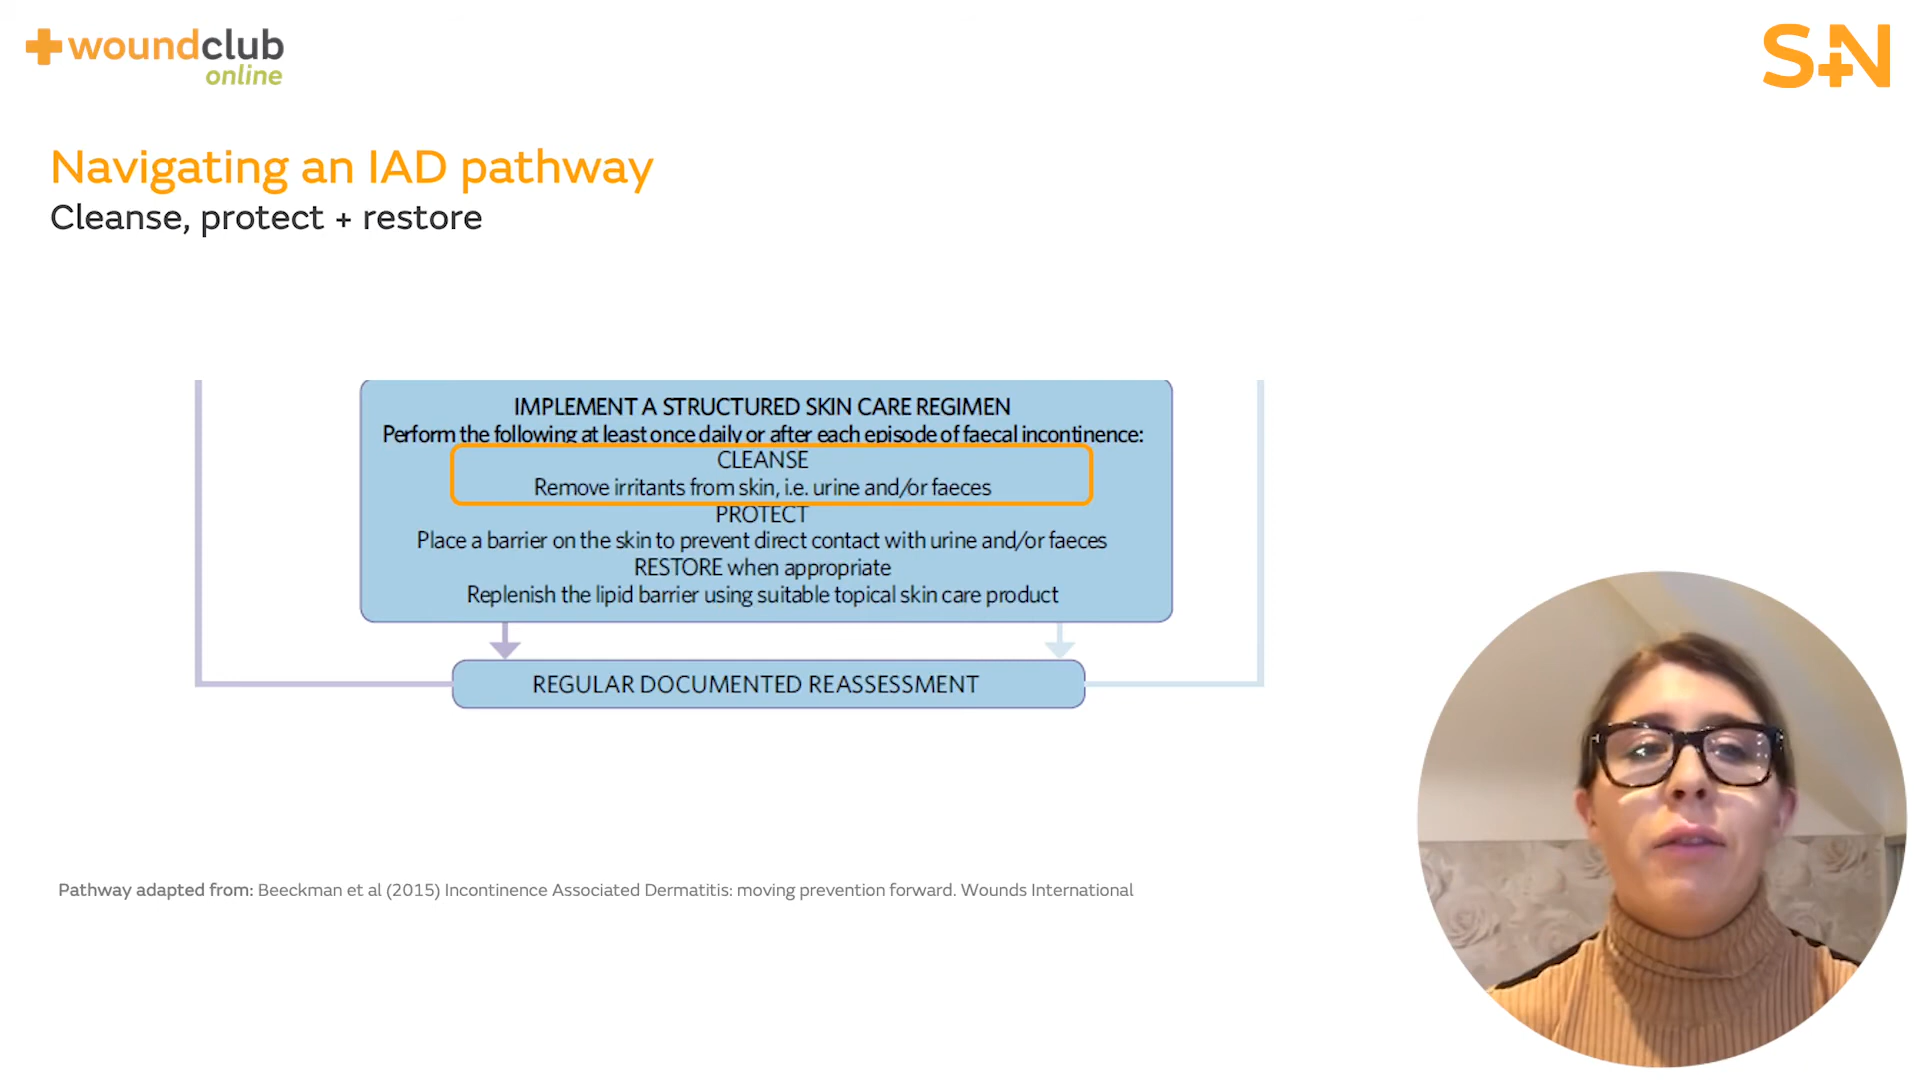 woundclub
online
S+N
Navigating an IAD pathway
Cleanse, protect + restore
IMPLEMENT A STRUCTURED SKIN CARE REGIMEN
Perform the following at least once daily or after each episode of faecal incontinence:
CLEANSE
Remove irritants from skin, i.e. urine and/or faeces
PROTECT
Place a barrier on the skin to prevent direct contact with urine and/or faeces
RESTORE when appropriate
Replenish the lipid barrier using suitable topical skin care product
REGULAR DOCUMENTED REASSESSMENT
Pathway adapted from: Beeckman et al (2015) Incontinence Associated Dermatitis: moving prevention forward. Wounds International